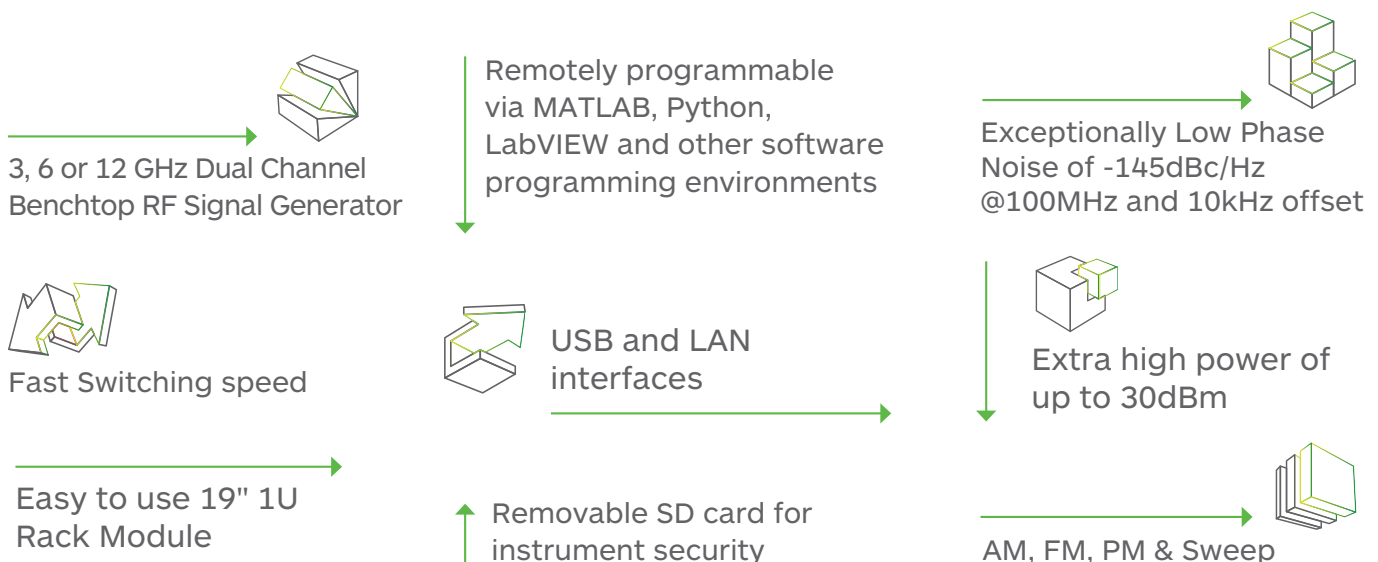 3, 6 or 12 GHz Dual Channel
Benchtop RF Signal Generator
Remotely programmable
via MATLAB, Python,
LabVIEW and other software
programming environments
Exceptionally Low Phase
Noise of -145dBc/Hz
@100MHz and 10kHz offset
Fast Switching speed
USB and LAN
interfaces
Extra high power of
up to 30dBm
Easy to use 19" 1U
Rack Module
Removable SD card for
instrument security
AM, FM, PM & Sweep